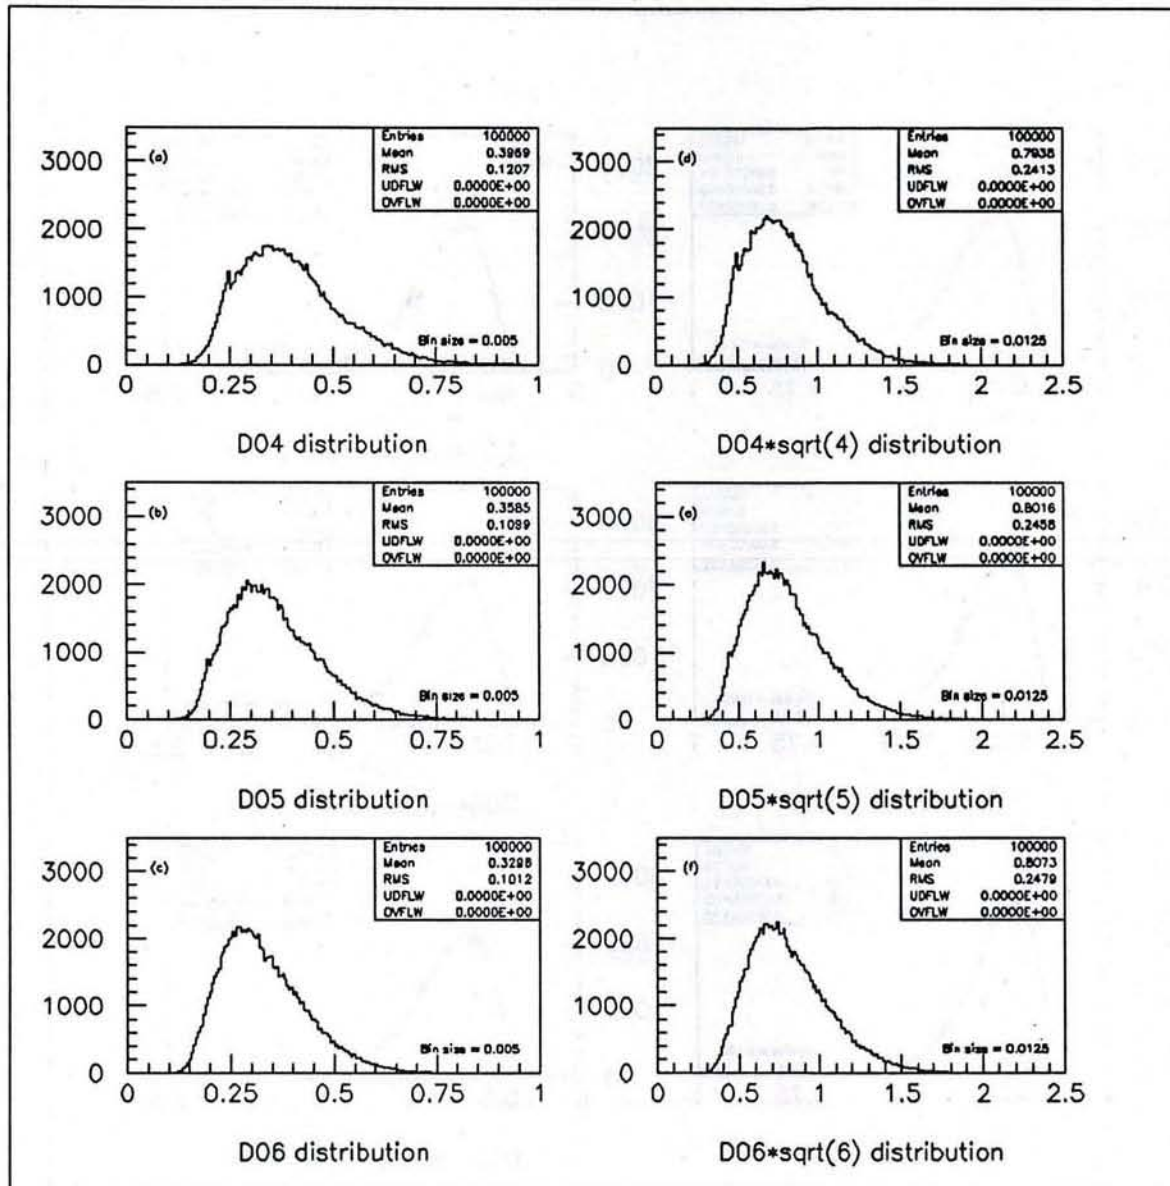 (a)
Entries 100000
Mean 0.3969
RMS 0.1207
UDFLW 0.0000E+00
OVFLW 0.0000E+00
3000
2000
1000
0
Bin size = 0.005
0 0.25 0.5 0.75 1
D04 distribution
(d)
Entries 100000
Mean 0.7938
RMS 0.2413
UDFLW 0.0000E+00
OVFLW 0.0000E+00
3000
2000
1000
0
Bin size = 0.0125
0 0.5 1 1.5 2 2.5
D04*sqrt(4) distribution
(b)
Entries 100000
Mean 0.3585
RMS 0.1099
UDFLW 0.0000E+00
OVFLW 0.0000E+00
3000
2000
1000
0
Bin size = 0.005
0 0.25 0.5 0.75 1
D05 distribution
(e)
Entries 100000
Mean 0.8016
RMS 0.2458
UDFLW 0.0000E+00
OVFLW 0.0000E+00
3000
2000
1000
0
Bin size = 0.0125
0 0.5 1 1.5 2 2.5
D05*sqrt(5) distribution
(c)
Entries 100000
Mean 0.3298
RMS 0.1012
UDFLW 0.0000E+00
OVFLW 0.0000E+00
3000
2000
1000
0
Bin size = 0.005
0 0.25 0.5 0.75 1
D06 distribution
(f)
Entries 100000
Mean 0.8073
RMS 0.2479
UDFLW 0.0000E+00
OVFLW 0.0000E+00
3000
2000
1000
0
Bin size = 0.0125
0 0.5 1 1.5 2 2.5
D06*sqrt(6) distribution